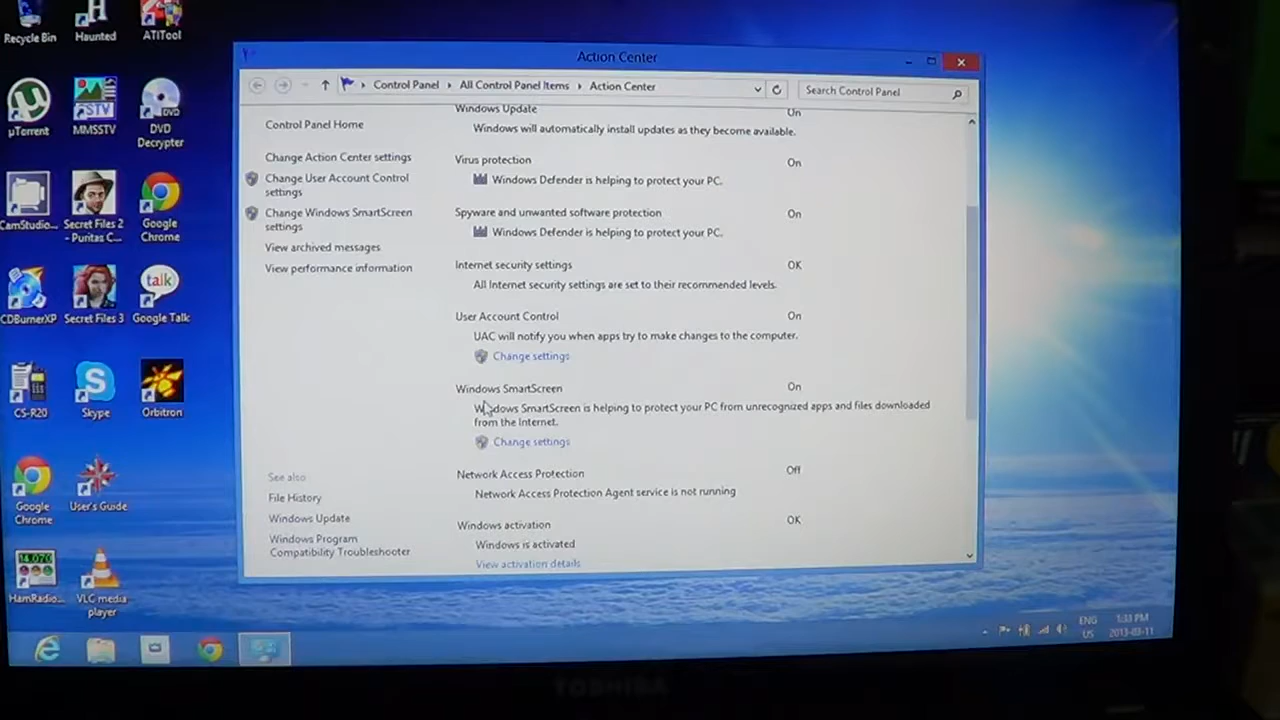 Recycle Bin
Haunted
ATITool
µTorrent
MMSSTV
DVD
Decrypter
CamStudio...
Secret Files 2
- Puritas C...
Google
Chrome
CDBurnerXP
Secret Files 3
talk
Google Talk
CS-R20
Skype
Orbitron
Google
Chrome
User's Guide
14.070
HamRadio...
VLC media
player
Action Center
Control Panel
All Control Panel Items
Action Center
Search Control Panel
Control Panel Home
Change Action Center settings
Change User Account Control
settings
Change Windows SmartScreen
settings
View archived messages
View performance information
See also
File History
Windows Update
Windows Program
Compatibility Troubleshooter
Windows Update On
Windows will automatically install updates as they become available.
Virus protection On
Windows Defender is helping to protect your PC.
Spyware and unwanted software protection On
Windows Defender is helping to protect your PC.
Internet security settings OK
All Internet security settings are set to their recommended levels.
User Account Control On
UAC will notify you when apps try to make changes to the computer.
Change settings
Windows SmartScreen On
Windows SmartScreen is helping to protect your PC from unrecognized apps and files downloaded
from the Internet.
Change settings
Network Access Protection Off
Network Access Protection Agent service is not running
Windows activation OK
Windows is activated
View activation details
ENG
US
1:33 PM
2013-03-11
TOSHIBA